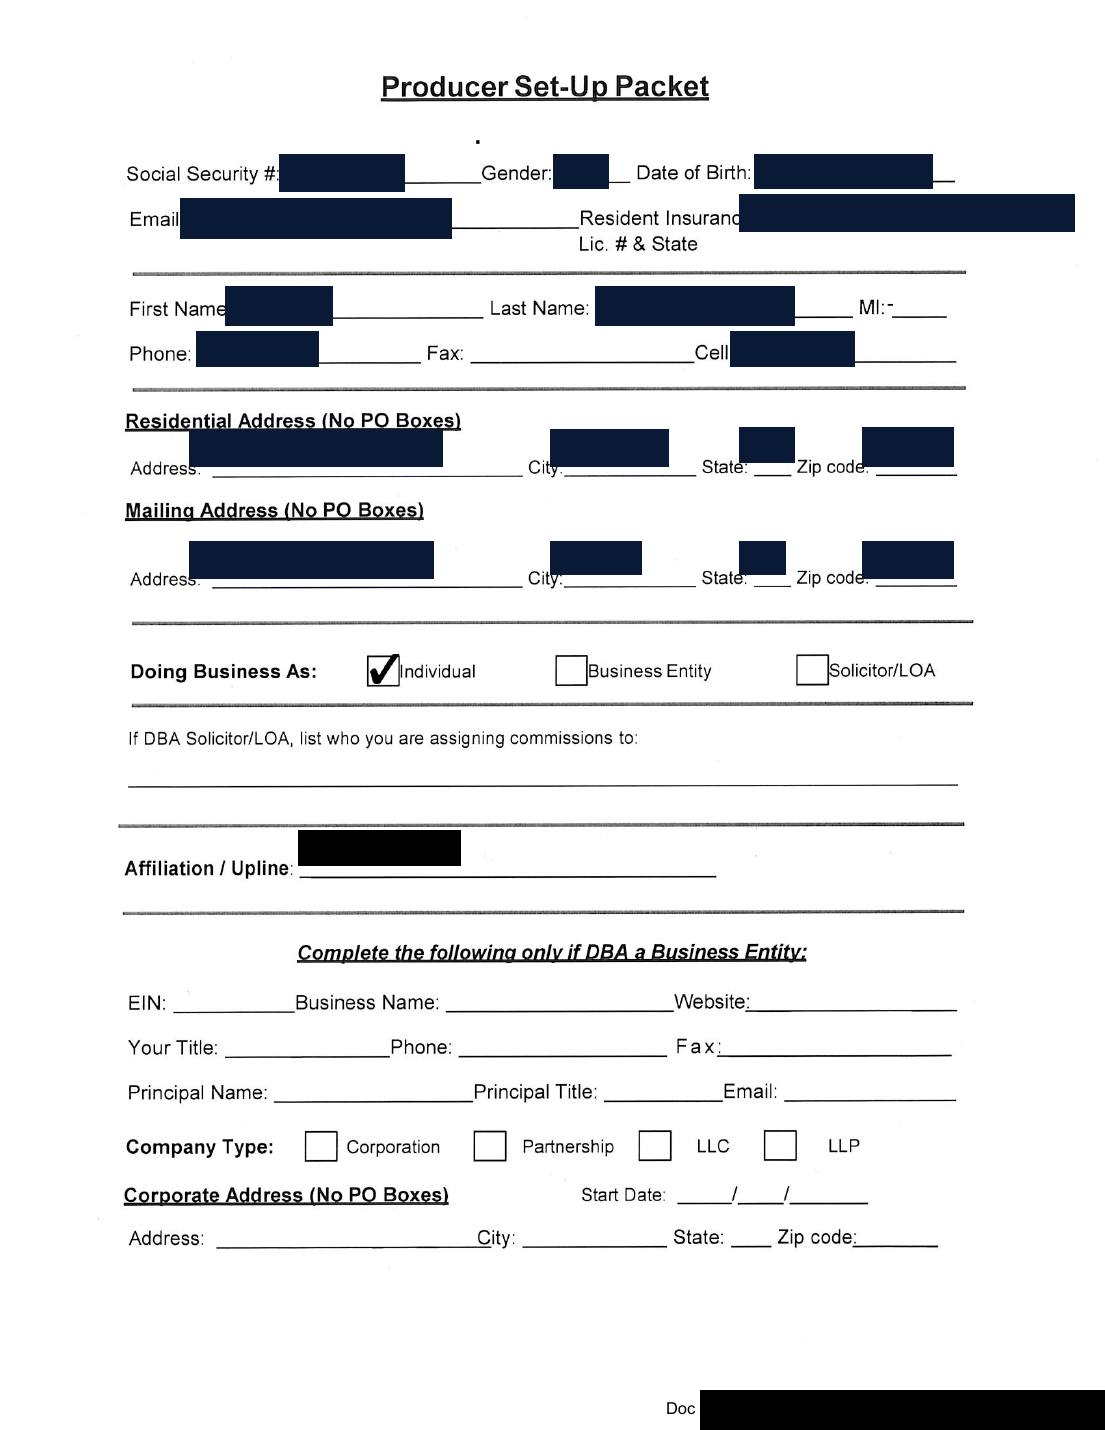 Producer Set-Up Packet
Social Security #: Gender: Date of Birth:
Email Resident Insuranc
Lic. # & State
First Name Last Name: MI:-
Phone: Fax: Cell
Residential Address (No PO Boxes)
Address: City: State: Zip code:
Mailing Address (No PO Boxes)
Address: City: State: Zip code:
Doing Business As: Individual Business Entity Solicitor/LOA
If DBA Solicitor/LOA, list who you are assigning commissions to:
Affiliation / Upline:
Complete the following only if DBA a Business Entity:
EIN: Business Name: Website:
Your Title: Phone: Fax:
Principal Name: Principal Title: Email:
Company Type: Corporation Partnership LLC LLP
Corporate Address (No PO Boxes) Start Date: / /
Address: City: State: Zip code:
Doc